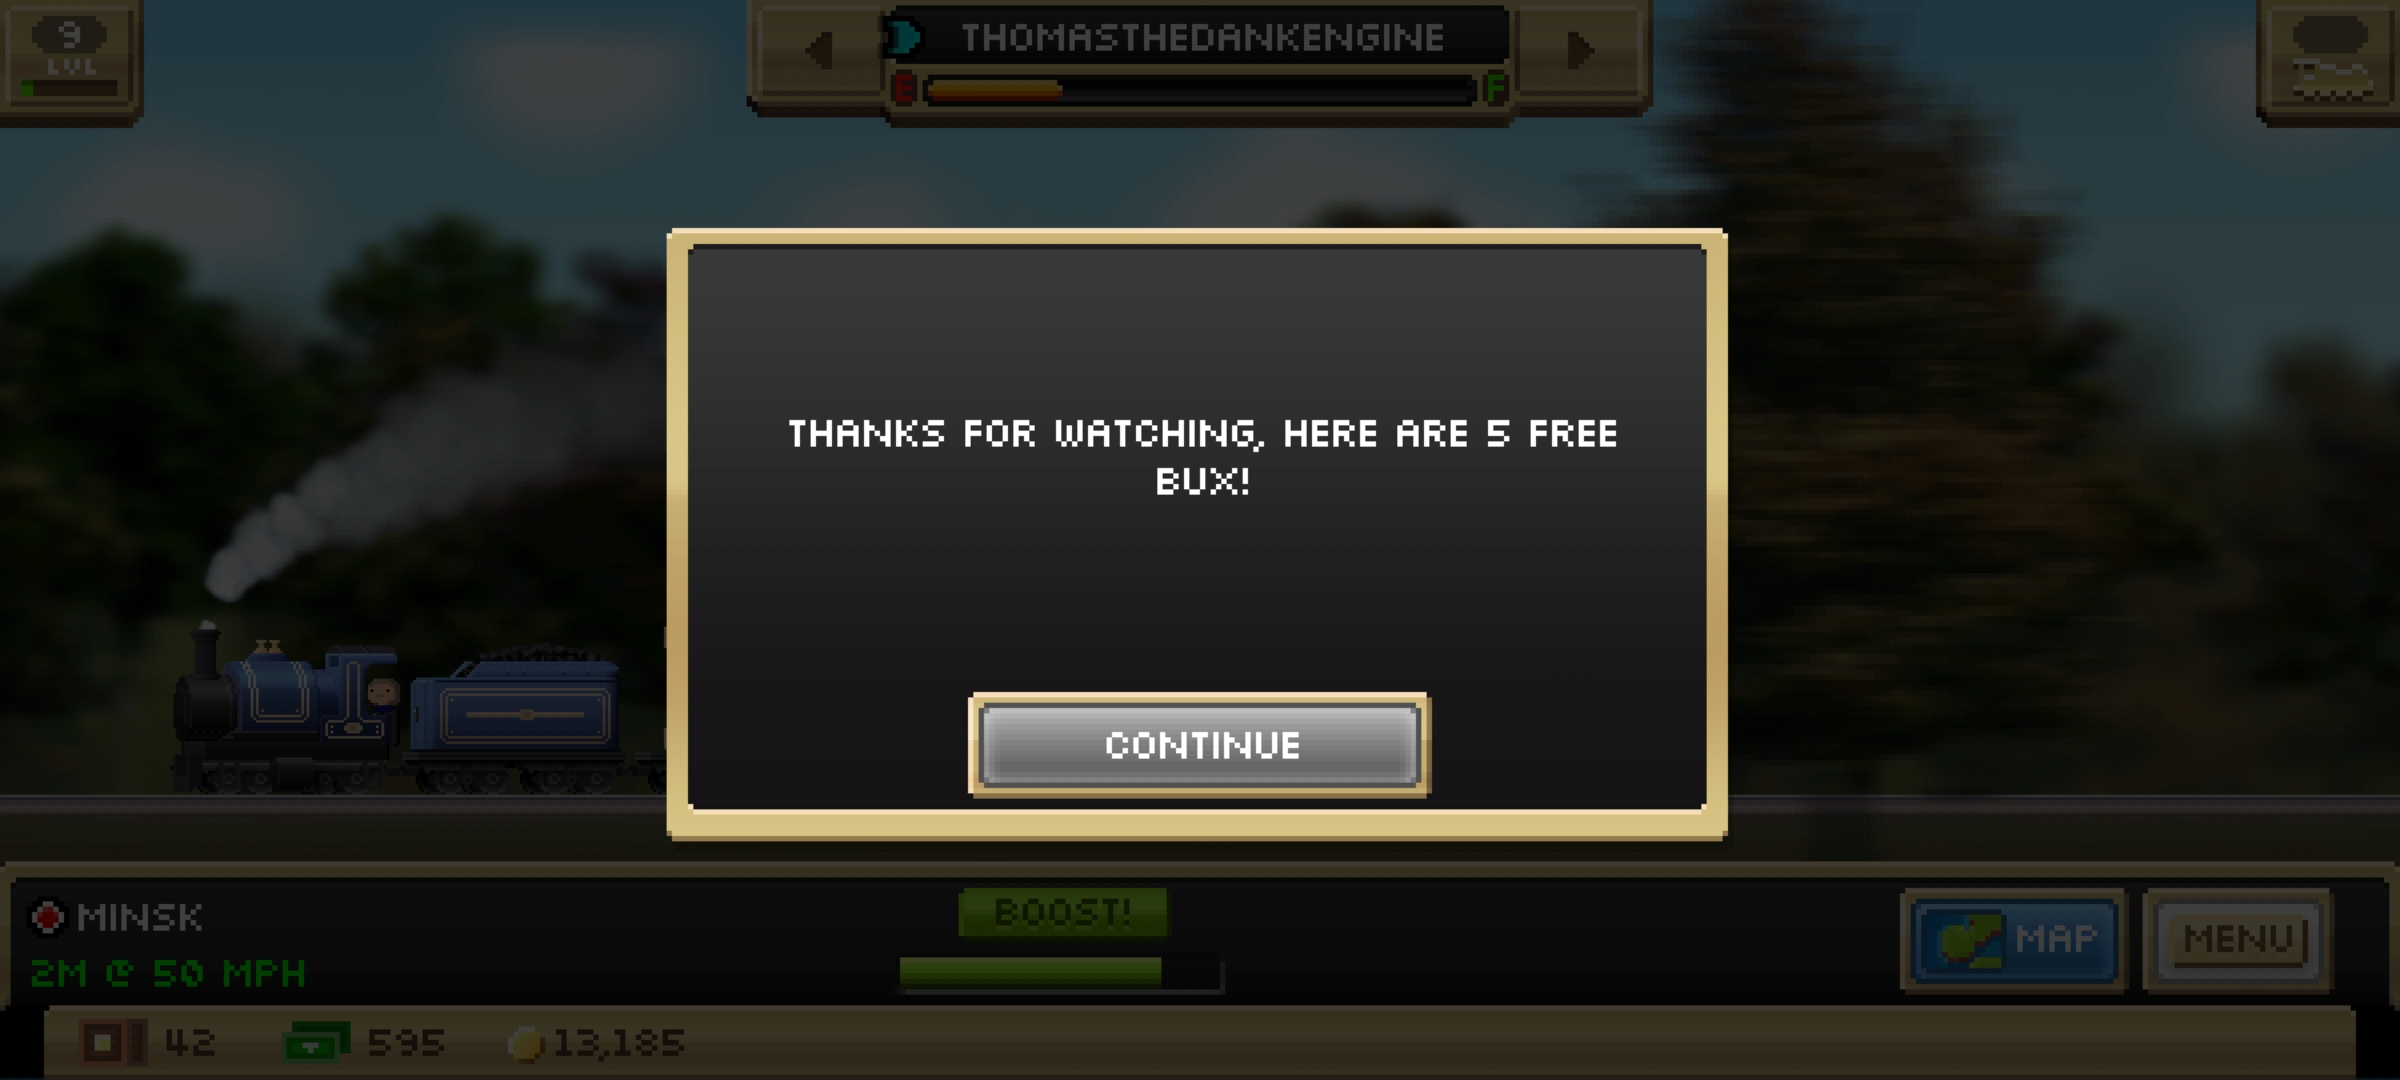 9
LVL
THOMASTHEDANKENGINE
E
F
THANKS FOR WATCHING, HERE ARE 5 FREE
BUX!
CONTINUE
MINSK
2M @ 50 MPH
BOOST!
MAP
MENU
42
595
13,185